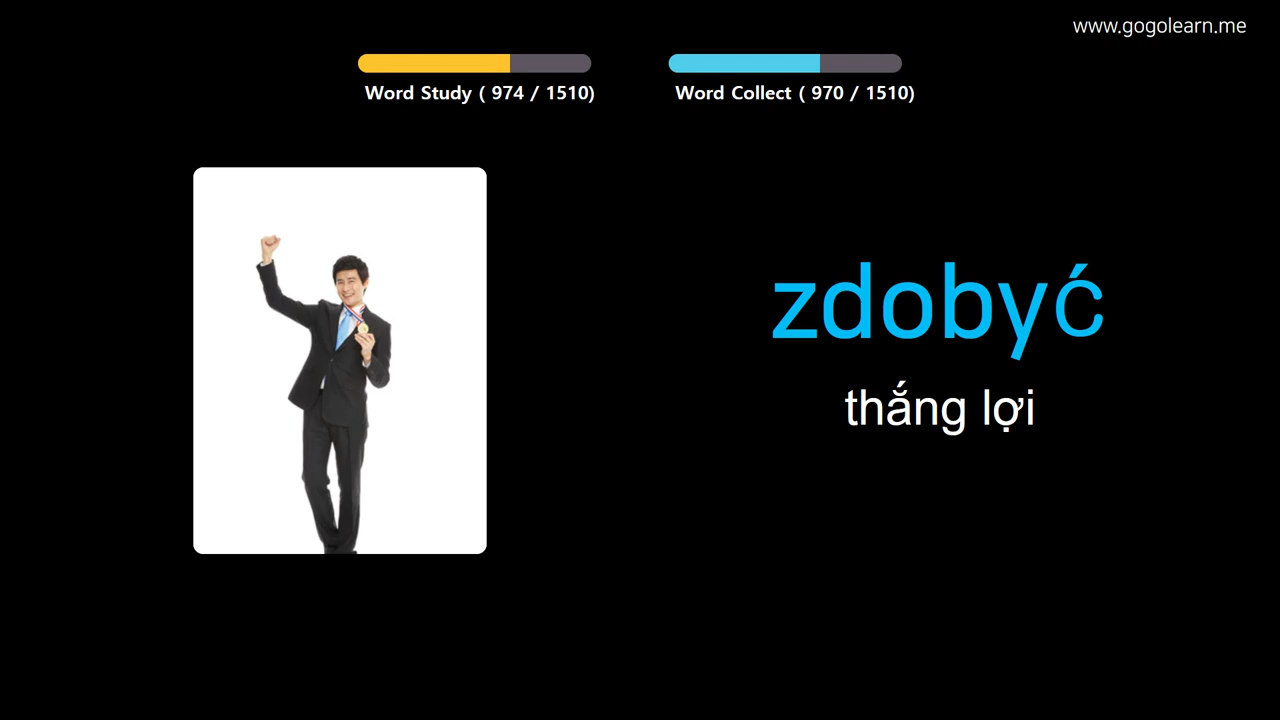 www.gogolearn.me
Word Study ( 974 / 1510)
Word Collect ( 970 / 1510)
zdobyć
thắng lợi